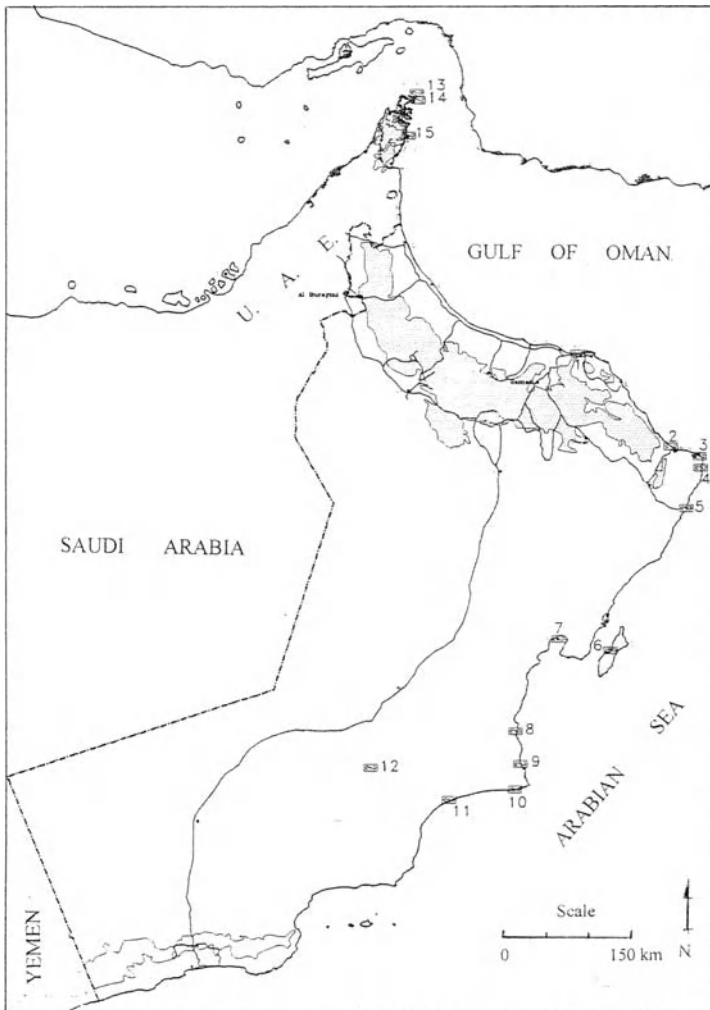 13
14
15
U. A. E.
GULF OF OMAN
al Buraymi
2
3
4
5
SAUDI ARABIA
7
6
8
ARABIAN SEA
12
9
10
11
Scale
YEMEN
0 150 km
N